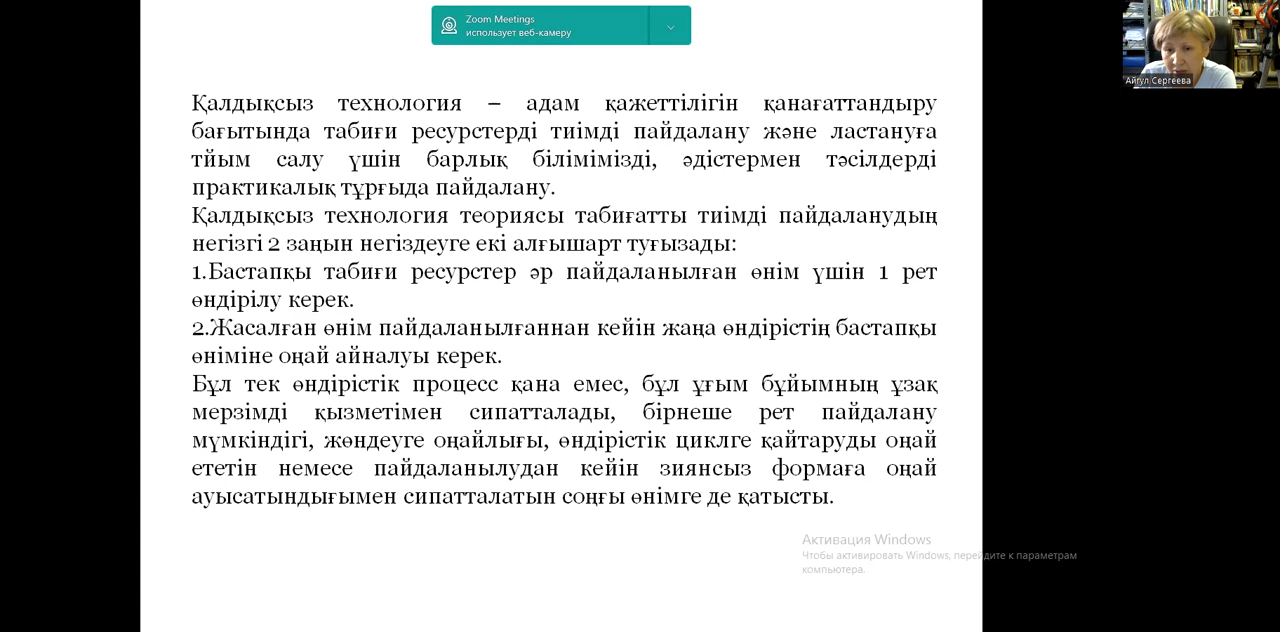 Zoom Meetings
использует веб-камеру
Айгул Сергеева
Қалдықсыз технология – адам қажеттілігін қанағаттандыру
бағытында табиғи ресурстерді тиімді пайдалану және ластануға
тйым салу үшін барлық білімімізді, әдістермен тәсілдерді
практикалық тұрғыда пайдалану.
Қалдықсыз технология теориясы табиғатты тиімді пайдаланудың
негізгі 2 заңын негіздеуге екі алғышарт туғызады:
1.Бастапқы табиғи ресурстер әр пайдаланылған өнім үшін 1 рет
өндірілу керек.
2.Жасалған өнім пайдаланылғаннан кейін жаңа өндірістің бастапқы
өніміне оңай айналуы керек.
Бұл тек өндірістік процесс қана емес, бұл ұғым бұйымның ұзақ
мерзімді қызметімен сипатталады, бірнеше рет пайдалану
мүмкіндігі, жөндеуге оңайлығы, өндірістік циклге қайтаруды оңай
ететін немесе пайдаланылудан кейін зиянсыз формаға оңай
ауысатындығымен сипатталатын соңғы өнімге де қатысты.
Активация Windows
Чтобы активировать Windows, перейдите к параметрам
компьютера.